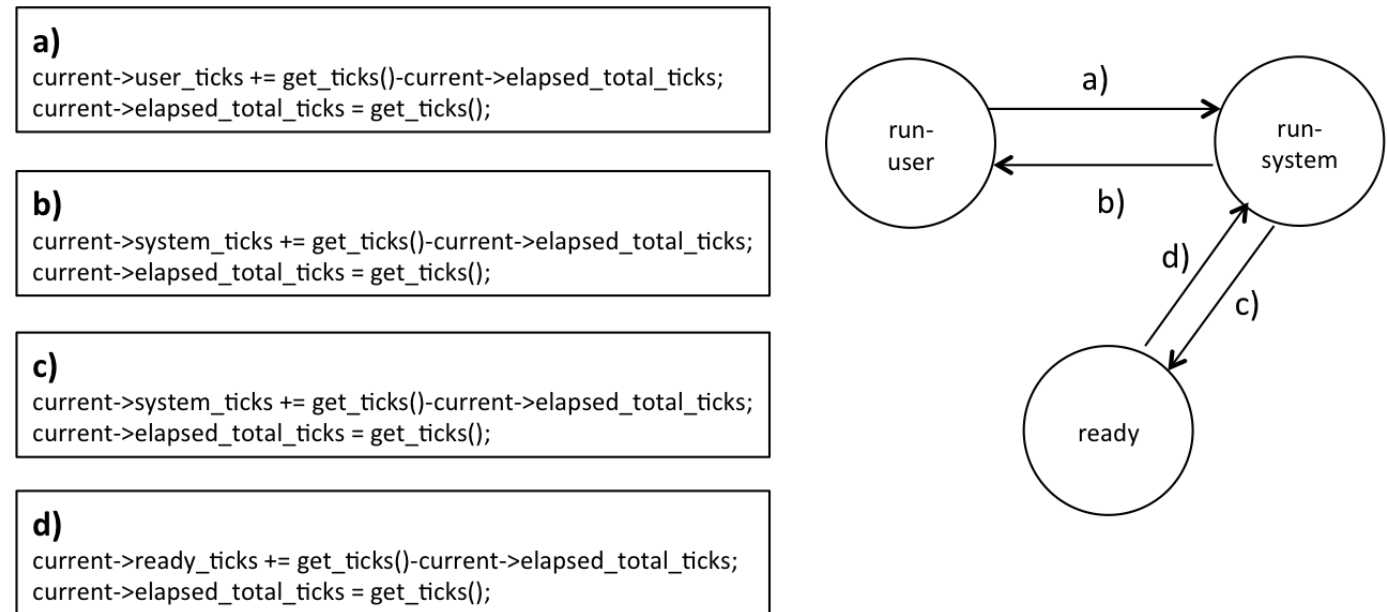 a)
current->user_ticks += get_ticks()-current->elapsed_total_ticks;
current->elapsed_total_ticks = get_ticks();
b)
current->system_ticks += get_ticks()-current->elapsed_total_ticks;
current->elapsed_total_ticks = get_ticks();
c)
current->system_ticks += get_ticks()-current->elapsed_total_ticks;
current->elapsed_total_ticks = get_ticks();
d)
current->ready_ticks += get_ticks()-current->elapsed_total_ticks;
current->elapsed_total_ticks = get_ticks();
run-
user
a)
b)
run-
system
d)
c)
ready